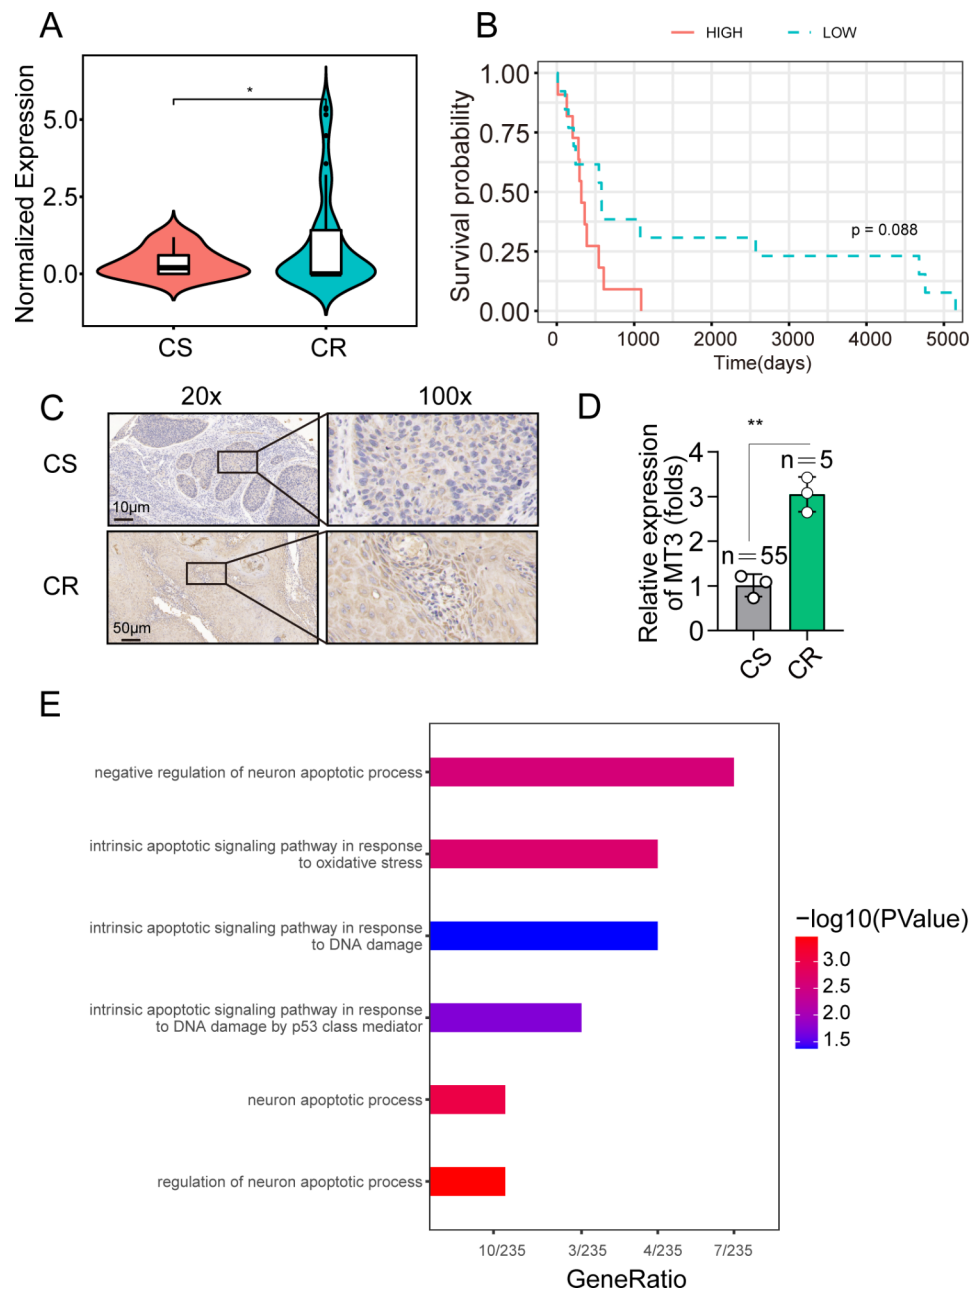 A
Normalized Expression
5.0
2.5
0.0
*
CS
CR
B
HIGH
LOW
Survival probability
1.00
0.75
0.50
0.25
0.00
p = 0.088
0
1000
2000
3000
4000
5000
Time(days)
C
20x
100x
CS
10μm
CR
50μm
D
**
Relative expression
of MT3 (folds)
4
3
2
1
0
n=5
n=55
CS
CR
E
negative regulation of neuron apoptotic process
intrinsic apoptotic signaling pathway in response
to oxidative stress
intrinsic apoptotic signaling pathway in response
to DNA damage
intrinsic apoptotic signaling pathway in response
to DNA damage by p53 class mediator
neuron apoptotic process
regulation of neuron apoptotic process
10/235
3/235
4/235
7/235
GeneRatio
−log10(PValue)
3.0
2.5
2.0
1.5